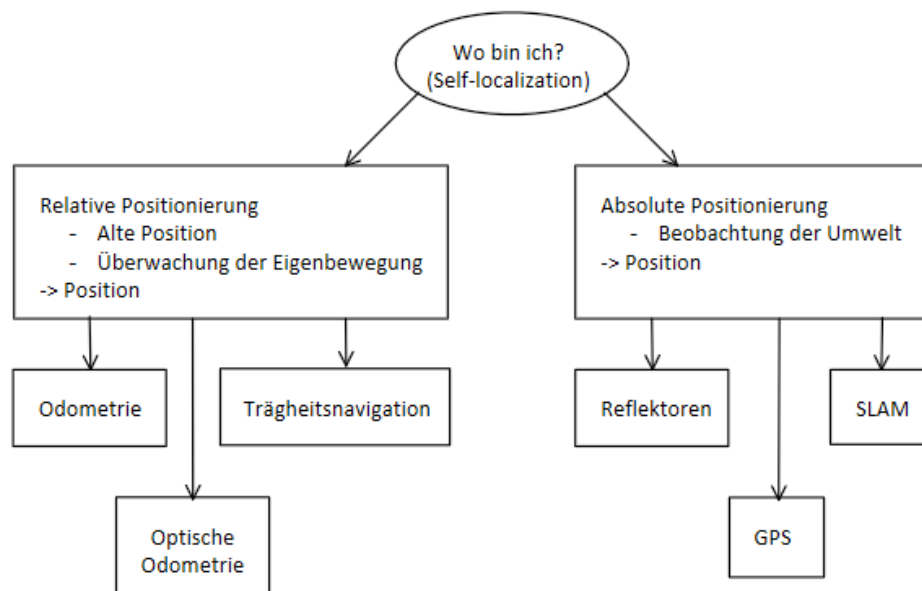 Wo bin ich?
(Self-localization)
Relative Positionierung
- Alte Position
- Überwachung der Eigenbewegung
-> Position
Absolute Positionierung
- Beobachtung der Umwelt
-> Position
Odometrie
Trägheitsnavigation
Reflektoren
SLAM
Optische
Odometrie
GPS